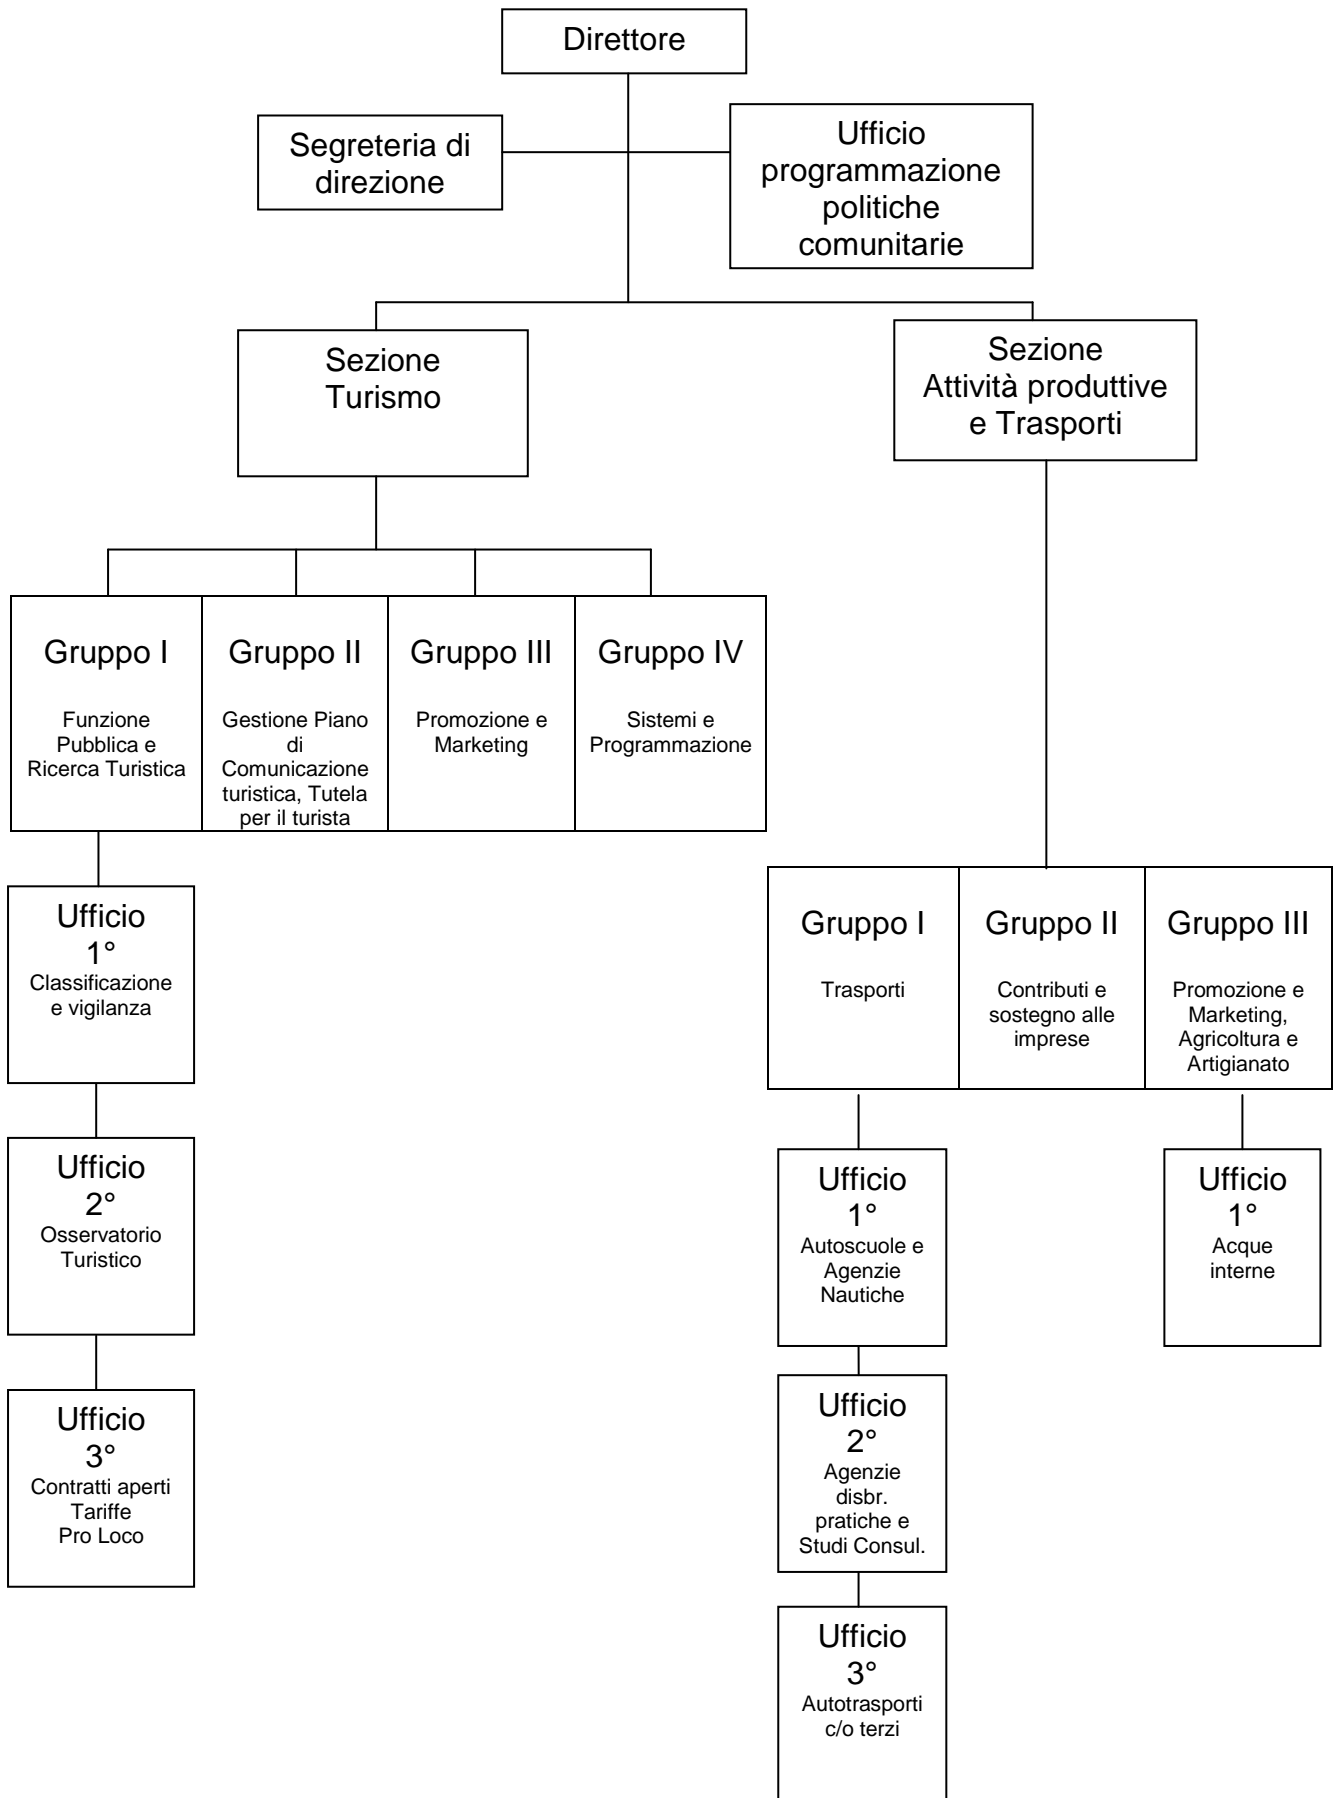 Direttore
Segreteria di
direzione
Ufficio
programmazione
politiche
comunitarie
Sezione
Turismo
Sezione
Attività produttive
e Trasporti
Gruppo I
Funzione
Pubblica e
Ricerca Turistica
Gruppo II
Gestione Piano
di
Comunicazione
turistica, Tutela
per il turista
Gruppo III
Promozione e
Marketing
Gruppo IV
Sistemi e
Programmazione
Ufficio
1°
Classificazione
e vigilanza
Ufficio
2°
Osservatorio
Turistico
Ufficio
3°
Contratti aperti
Tariffe
Pro Loco
Gruppo I
Trasporti
Gruppo II
Contributi e
sostegno alle
imprese
Gruppo III
Promozione e
Marketing,
Agricoltura e
Artigianato
Ufficio
1°
Autoscuole e
Agenzie
Nautiche
Ufficio
2°
Agenzie
disbr.
pratiche e
Studi Consul.
Ufficio
3°
Autotrasporti
c/o terzi
Ufficio
1°
Acque
interne